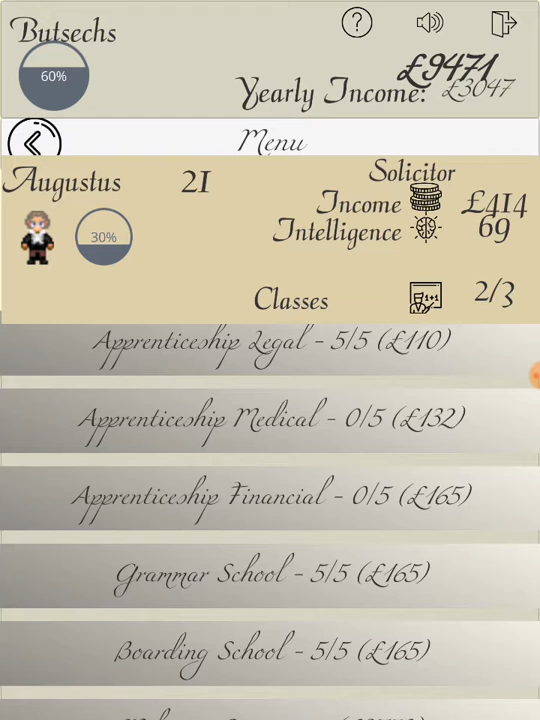 Butsechs
60%
£9471
Yearly Income: £3047
Menu
Augustus 21
Solicitor
Income £414
Intelligence 69
30%
Classes 1+1 2/3
Apprenticeship Legal - 5/5 (£110)
Apprenticeship Medical - 0/5 (£132)
Apprenticeship Financial - 0/5 (£165)
Grammar School - 5/5 (£165)
Boarding School - 5/5 (£165)